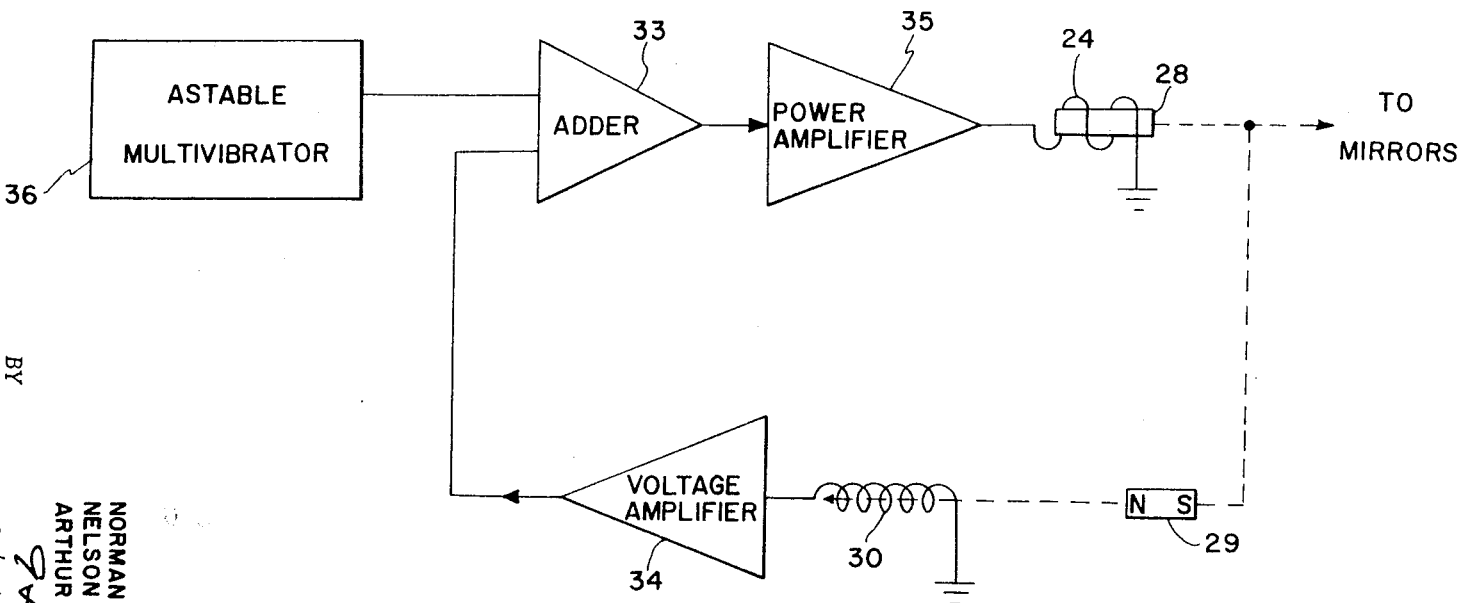 ASTABLE
MULTIVIBRATOR
36
33
ADDER
35
POWER
AMPLIFIER
24
28
TO
MIRRORS
VOLTAGE
AMPLIFIER
34
30
N S
29
BY
NORMAN
NELSON
ARTHUR